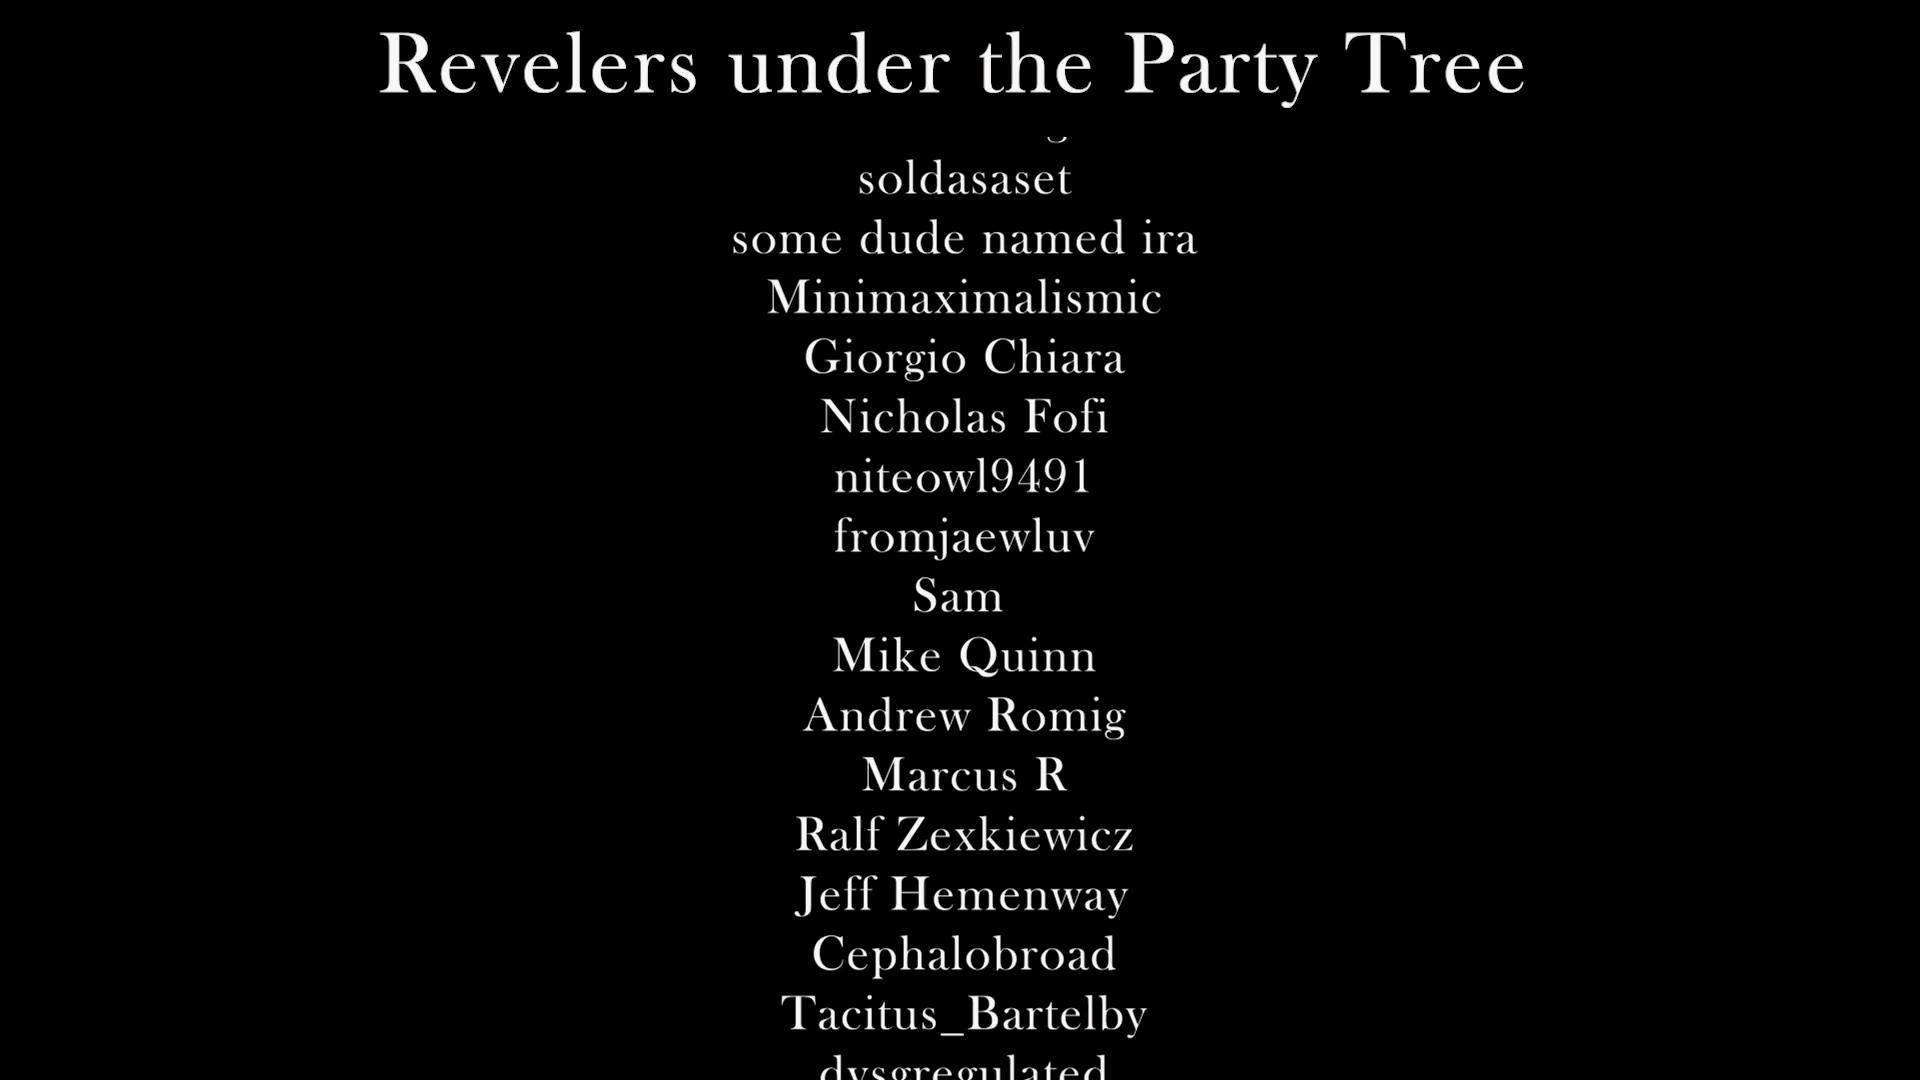 Revelers under the Party Tree
soldasaset
some dude named ira
Minimaximalismic
Giorgio Chiara
Nicholas Fofi
niteowl9491
fromjaewluv
Sam
Mike Quinn
Andrew Romig
Marcus R
Ralf Zexkiewicz
Jeff Hemenway
Cephalobroad
Tacitus_Bartelby
dysgregulated